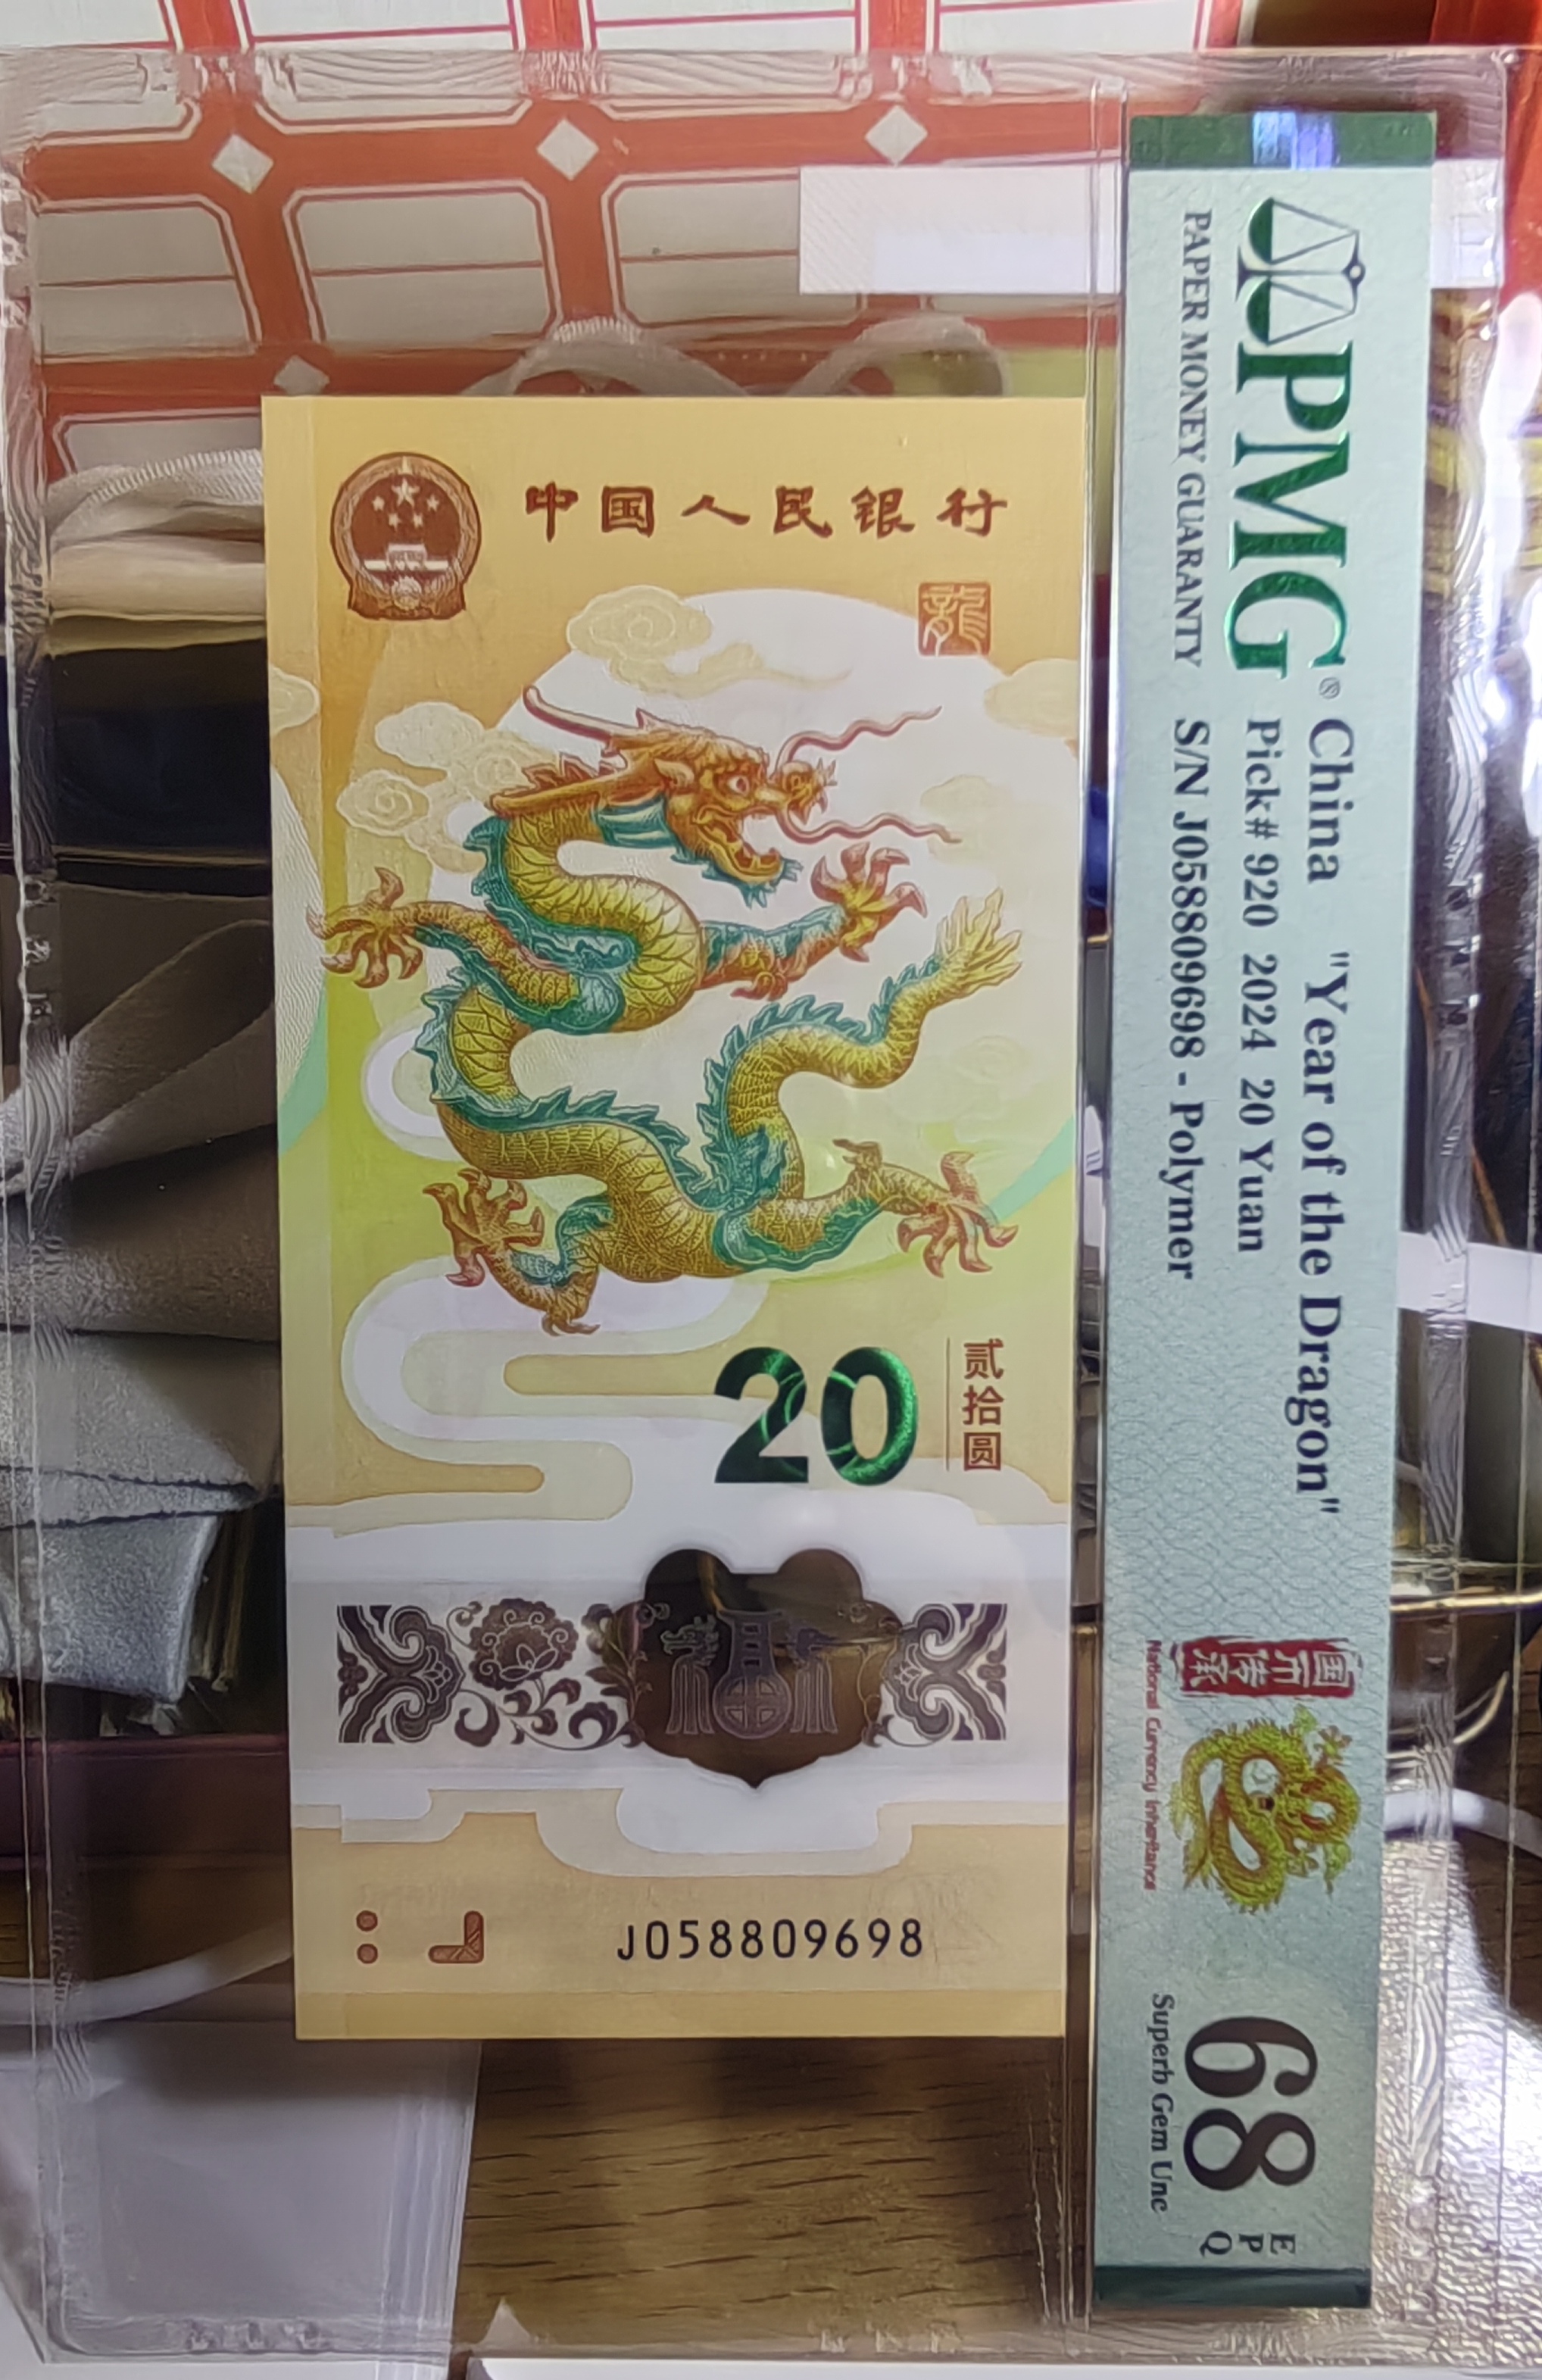 PMG®
PAPER MONEY GUARANTY
China "Year of the Dragon"
Pick# 920 2024 20 Yuan
S/N J058809698 - Polymer
国币传承
National Currency Inheritance
68
EPQ
Superb Gem Unc
中国人民银行
龍
20
贰拾圆
J058809698